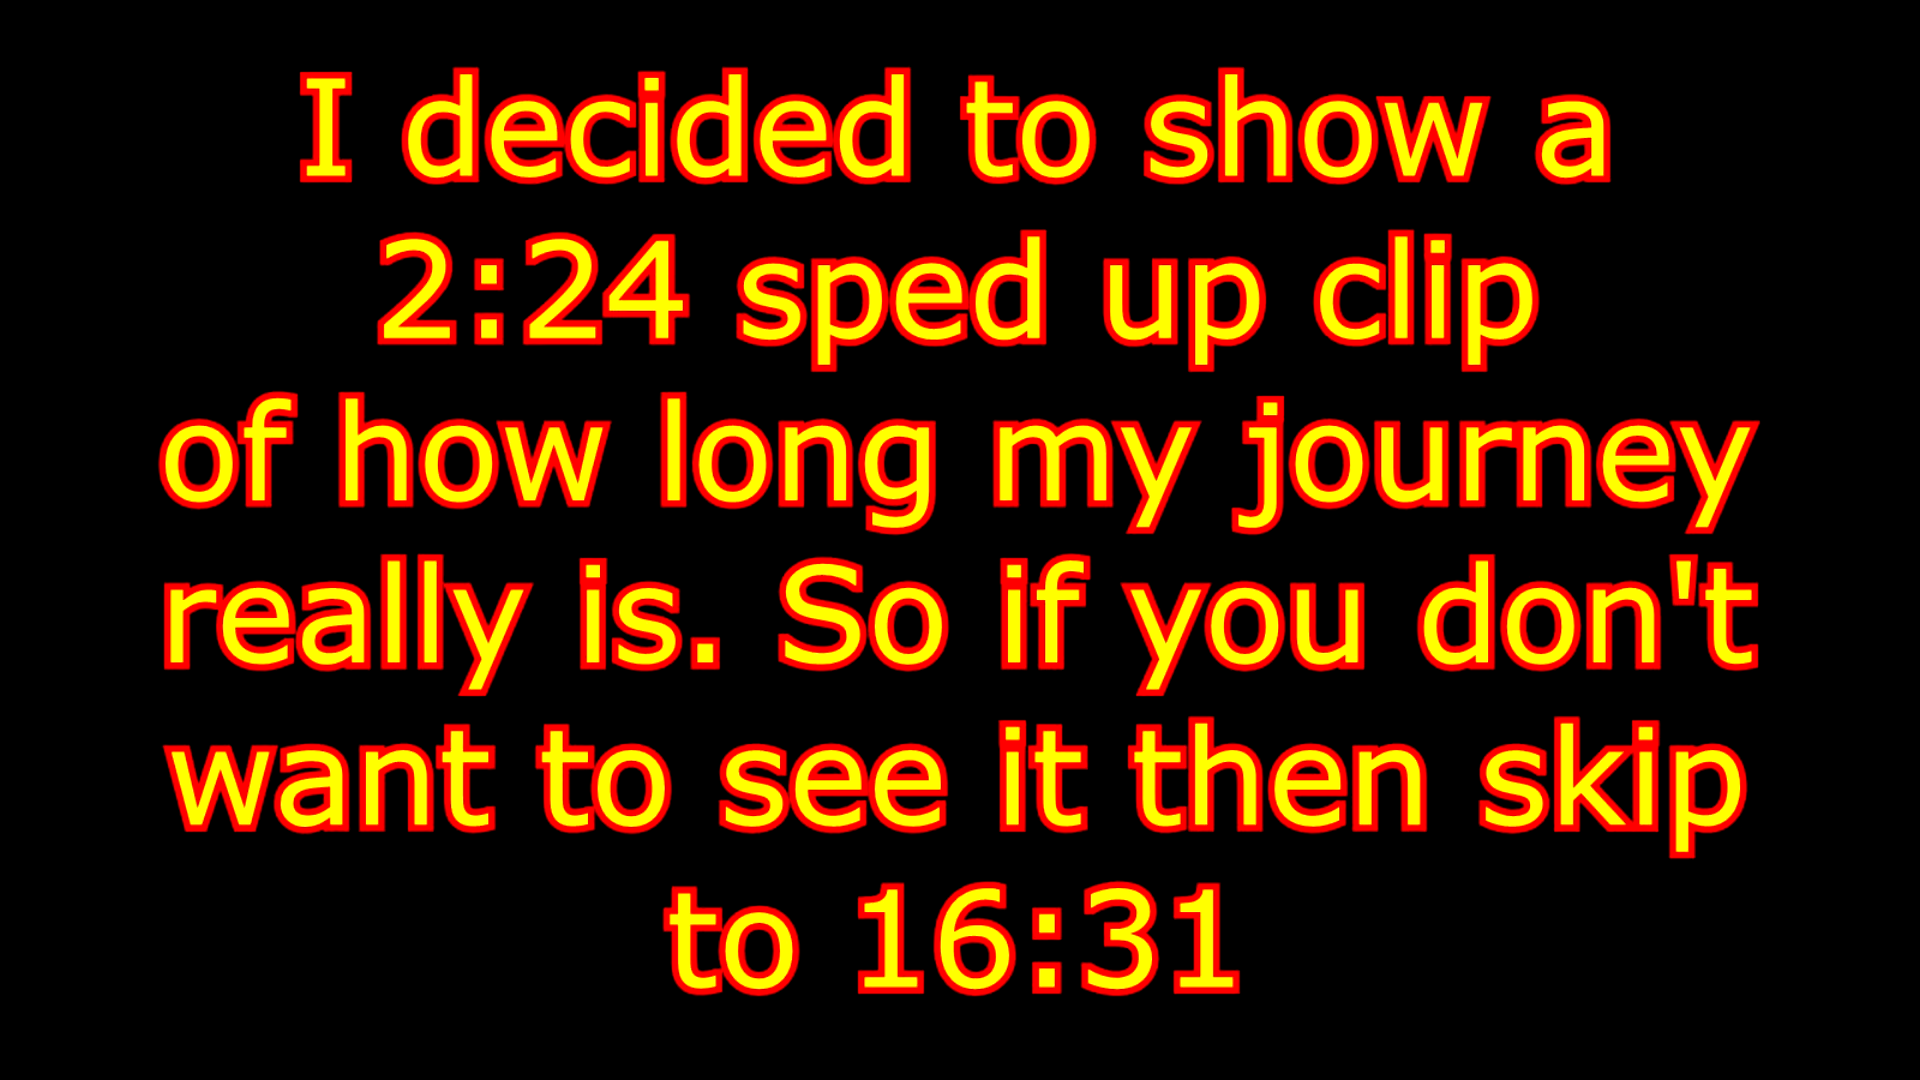 I decided to show a
2:24 sped up clip
of how long my journey
really is. So if you don't
want to see it then skip
to 16:31